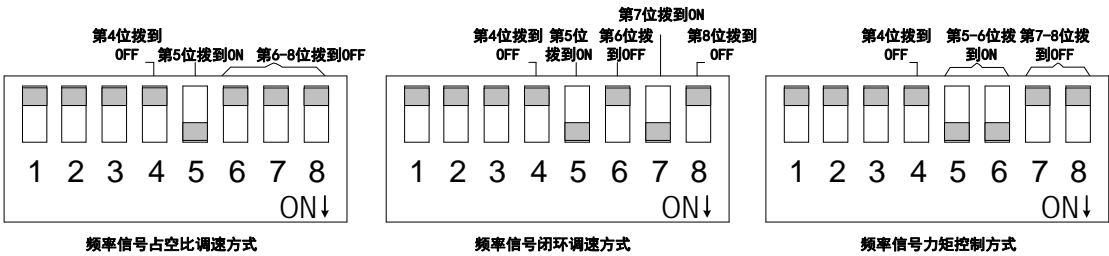 第4位拨到
OFF
第5位拨到ON
第6-8位拨到OFF
1 2 3 4 5 6 7 8
ON↓
频率信号占空比调速方式
第4位拨到
OFF
第5位
拨到ON
第6位拨
到OFF
第7位拨到ON
第8位拨到
OFF
1 2 3 4 5 6 7 8
ON↓
频率信号闭环调速方式
第4位拨到
OFF
第5-6位拨
到ON
第7-8位拨
到OFF
1 2 3 4 5 6 7 8
ON↓
频率信号力矩控制方式